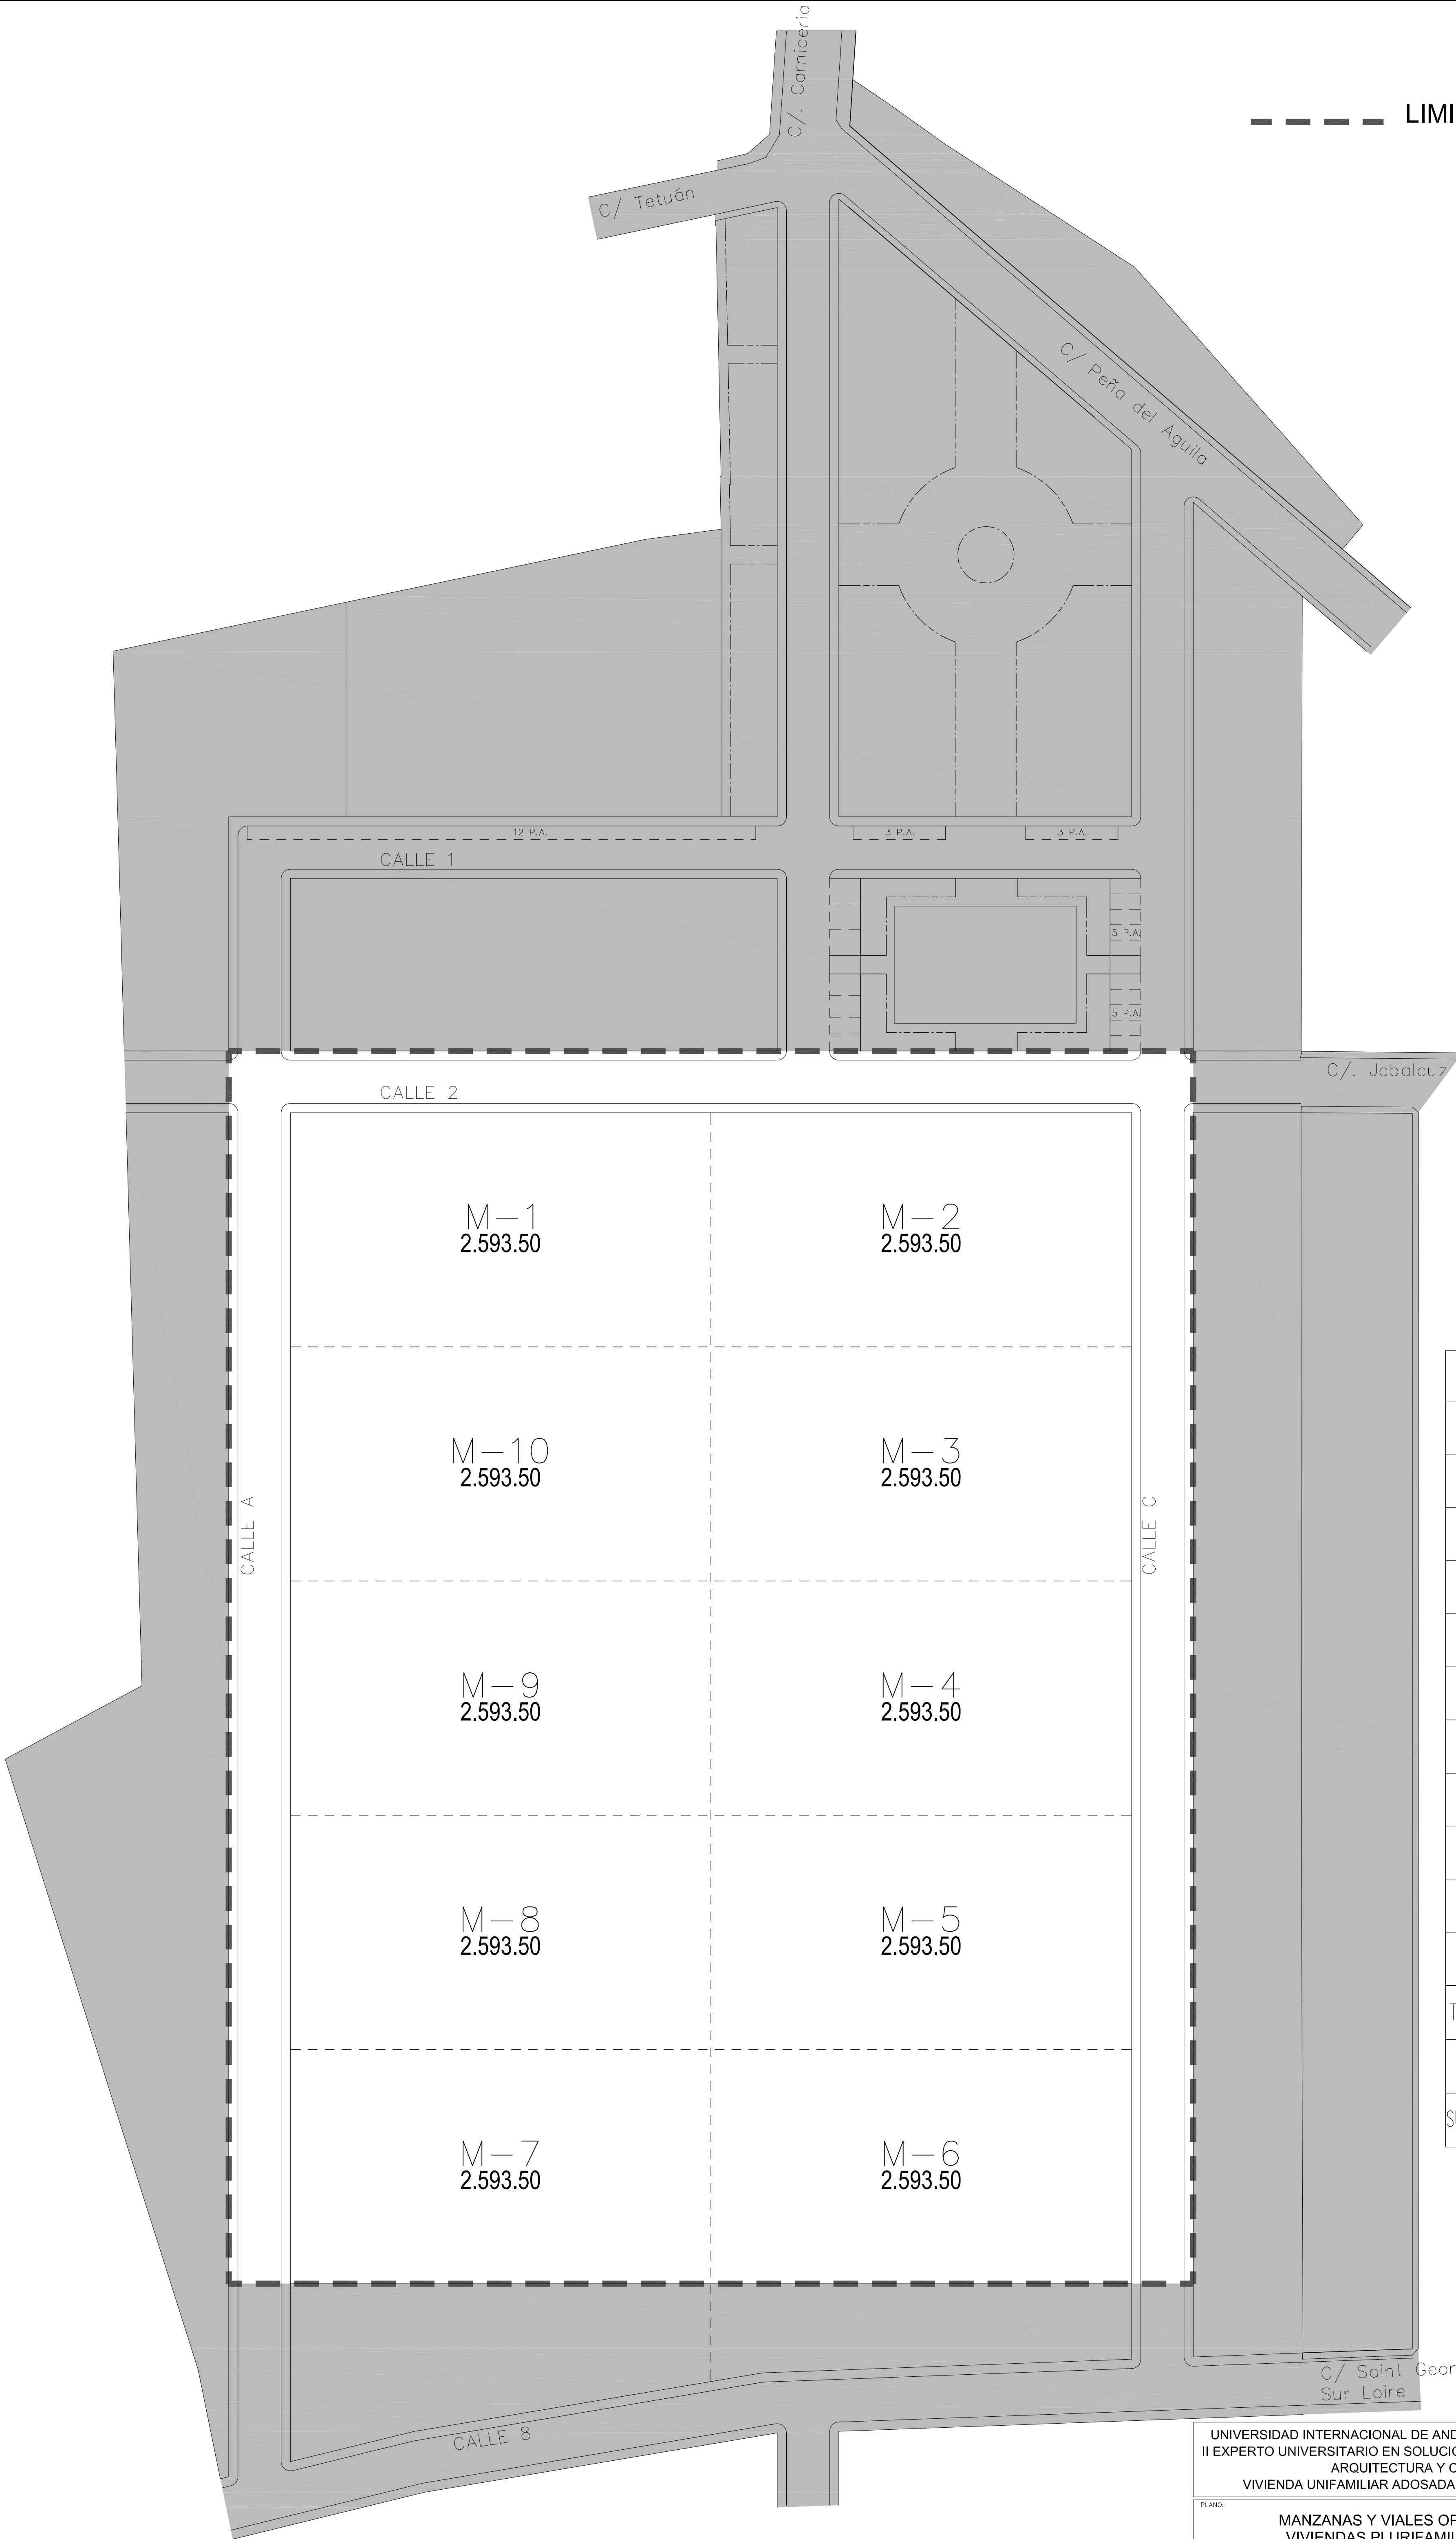 C/. Carniceria
LIMI
C/ Tetuán
C/ Peña del Aguila
12 P.A.
3 P.A.
3 P.A.
CALLE 1
5 P.A.
5 P.A.
C/. Jabalcuz
CALLE 2
M-1
2.593.50
M-2
2.593.50
M-10
2.593.50
M-3
2.593.50
CALLE A
CALLE C
M-9
2.593.50
M-4
2.593.50
M-8
2.593.50
M-5
2.593.50
T
S
M-7
2.593.50
M-6
2.593.50
C/ Saint Geor
Sur Loire
CALLE 8
UNIVERSIDAD INTERNACIONAL DE AND
II EXPERTO UNIVERSITARIO EN SOLUCIO
ARQUITECTURA Y C
VIVIENDA UNIFAMILIAR ADOSADA
PLANO:
MANZANAS Y VIALES OF
VIVIENDAS PLURIFAMIL